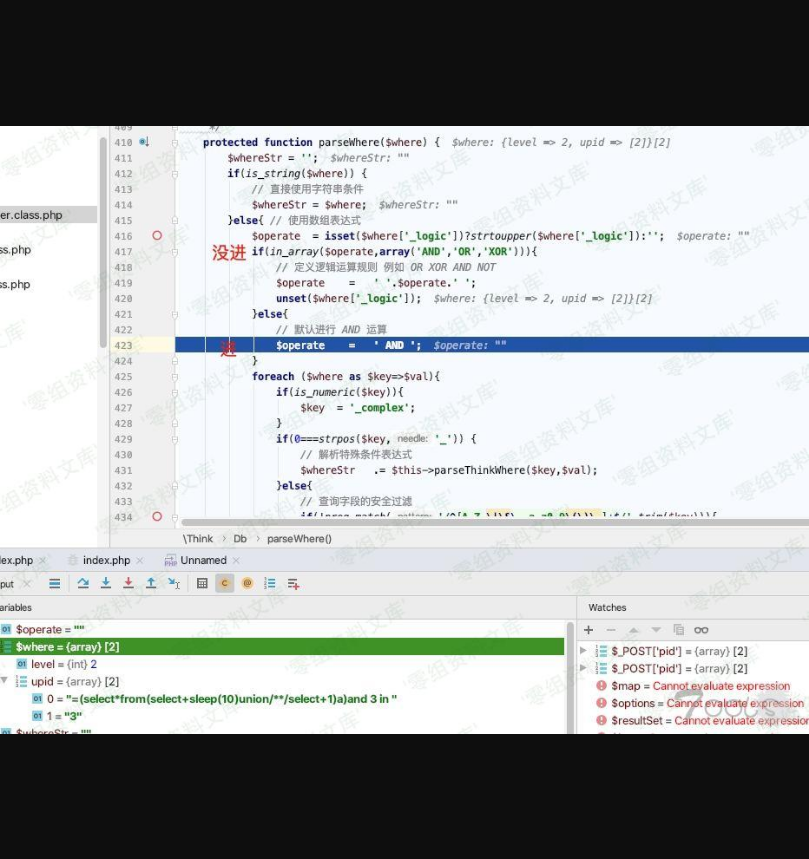 409 */
410 protected function parseWhere($where) { $where: {level => 2, upid => [2]}[2]
411 $whereStr = ''; $whereStr: ""
412 if(is_string($where)) {
413 // 直接使用字符串条件
414 $whereStr = $where; $whereStr: ""
415 }else{ // 使用数组表达式
416 $operate = isset($where['_logic'])?strtoupper($where['_logic']):''; $operate: ""
417 没进 if(in_array($operate,array('AND','OR','XOR'))){
418 // 定义逻辑运算规则 例如 OR XOR AND NOT
419 $operate = ' '.$operate.' ';
420 unset($where['_logic']); $where: {level => 2, upid => [2]}[2]
421 }else{
422 // 默认进行 AND 运算
423 进 $operate = ' AND '; $operate: ""
424 }
425 foreach ($where as $key=>$val){
426 if(is_numeric($key)){
427 $key = '_complex';
428 }
429 if(0===strpos($key, needle: '_')) {
430 // 解析特殊条件表达式
431 $whereStr .= $this->parseThinkWhere($key,$val);
432 }else{
433 // 查询字段的安全过滤
434
er.class.php
ss.php
ss.php
\Think › Db › parseWhere()
ex.php × index.php × Unnamed ×
put ×
ariables
$operate = ""
$where = {array} [2]
level = {int} 2
upid = {array} [2]
0 = "=(select*from(select+sleep(10)union/**/select+1)a)and 3 in "
1 = "3"
$whereStr = ""
Watches
$_POST['pid'] = {array} [2]
$_POST['pid'] = {array} [2]
$map = Cannot evaluate expression
$options = Cannot evaluate expression
$resultSet = Cannot evaluate expression
零组资料文库